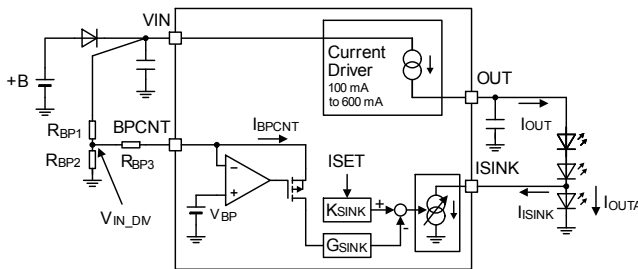 VIN
Current
Driver
100 mA
to 600 mA
OUT
+B
RBP1
BPCNT
IBPCNT
IOUT
RBP2
RBP3
ISET
ISINK
VBP
KSINK
+
-
GSINK
VIN_DIV
IISINK
IOUTA
-
+